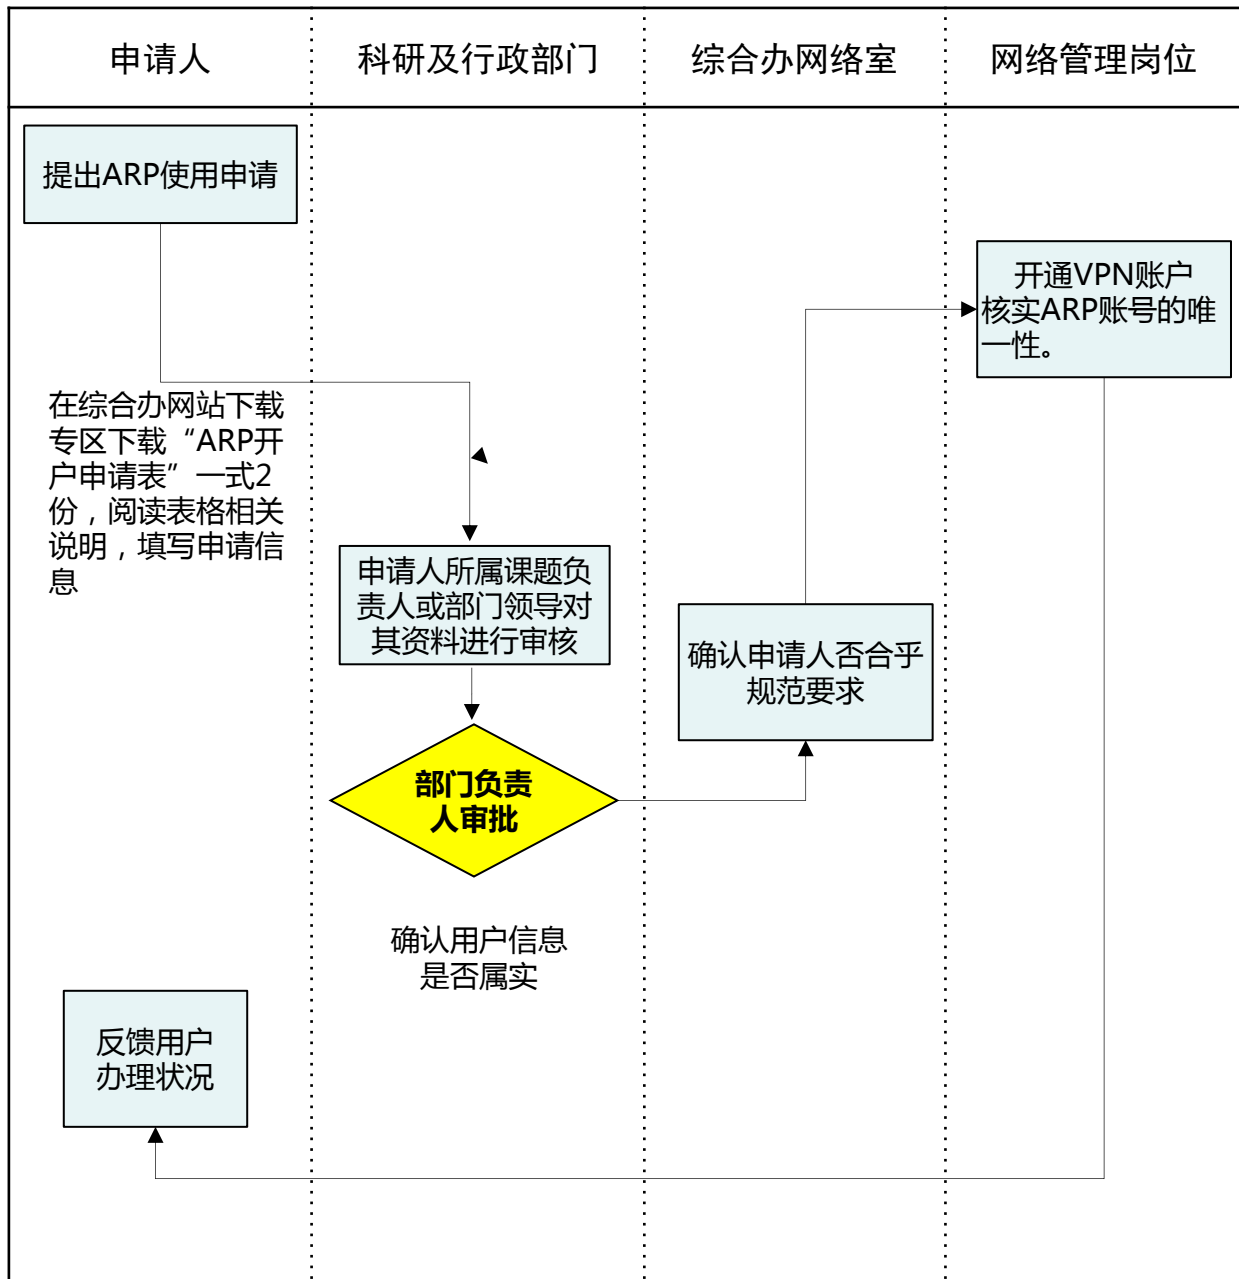 申请人
科研及行政部门
综合办网络室
网络管理岗位
提出ARP使用申请
开通VPN账户
核实ARP账号的唯
一性。
在综合办网站下载
专区下载“ARP开
户申请表”一式2
份，阅读表格相关
说明，填写申请信
息
申请人所属课题负
责人或部门领导对
其资料进行审核
确认申请人否合乎
规范要求
部门负责
人审批
确认用户信息
是否属实
反馈用户
办理状况